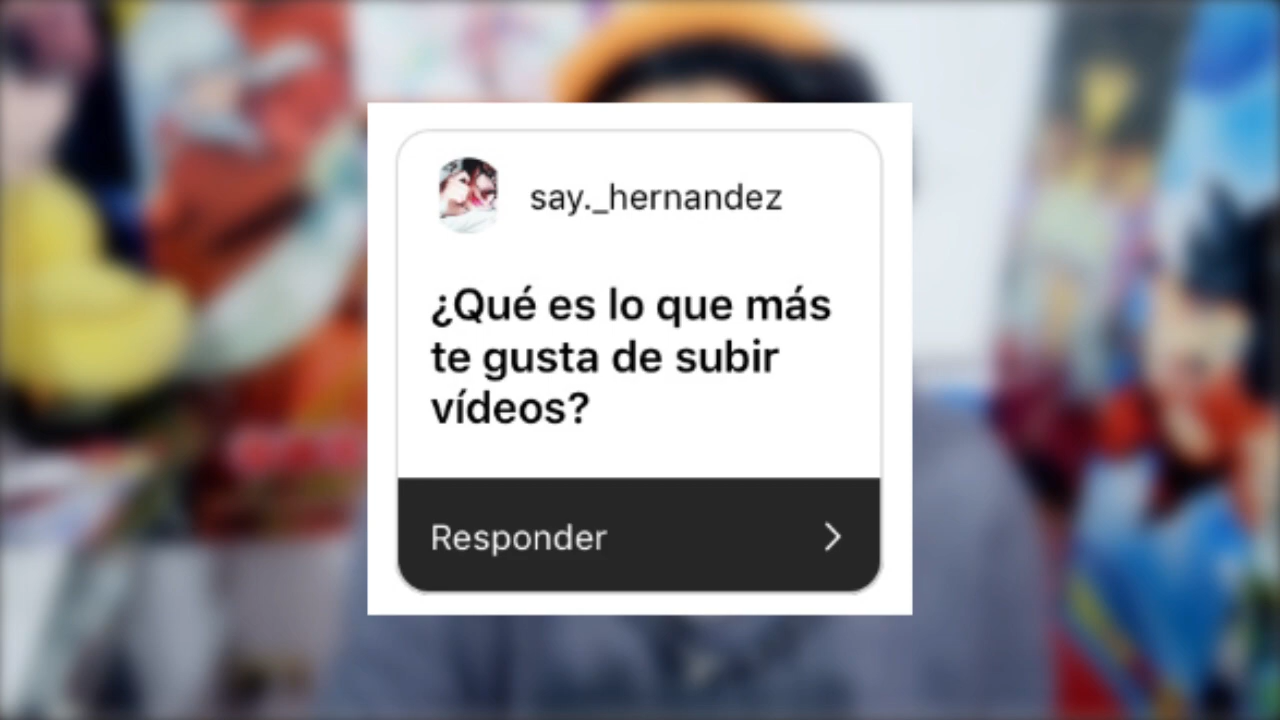 say._hernandez
¿Qué es lo que más
te gusta de subir
vídeos?
Responder